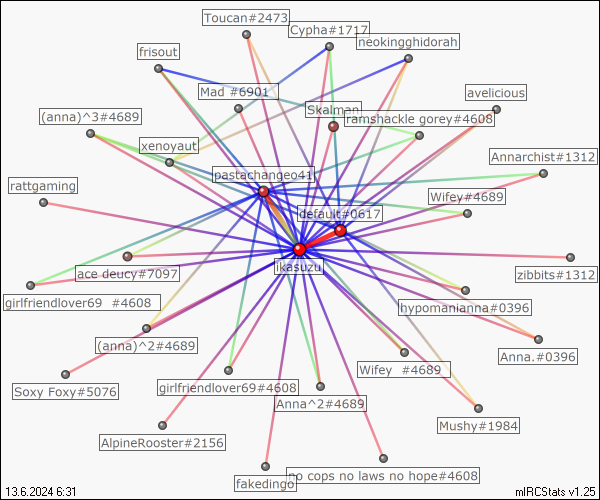 Toucan#2473
Cypha#1717
neokingghidorah
frisout
Mad #6901
avelicious
Skalman
(anna)^3#4689
ramshackle gorey#4608
xenoyaut
Annarchist#1312
pastachangeo41
rattgaming
Wifey#4689
default#0617
ikasuzu
ace deucy#7097
zibbits#1312
girlfriendlover69  #4608
hypomanianna#0396
(anna)^2#4689
Anna.#0396
Wifey  #4689
Soxy Foxy#5076
girlfriendlover69#4608
Anna^2#4689
Mushy#1984
AlpineRooster#2156
no cops no laws no hope#4608
fakedingo
13.6.2024 6:31
mIRCStats v1.25